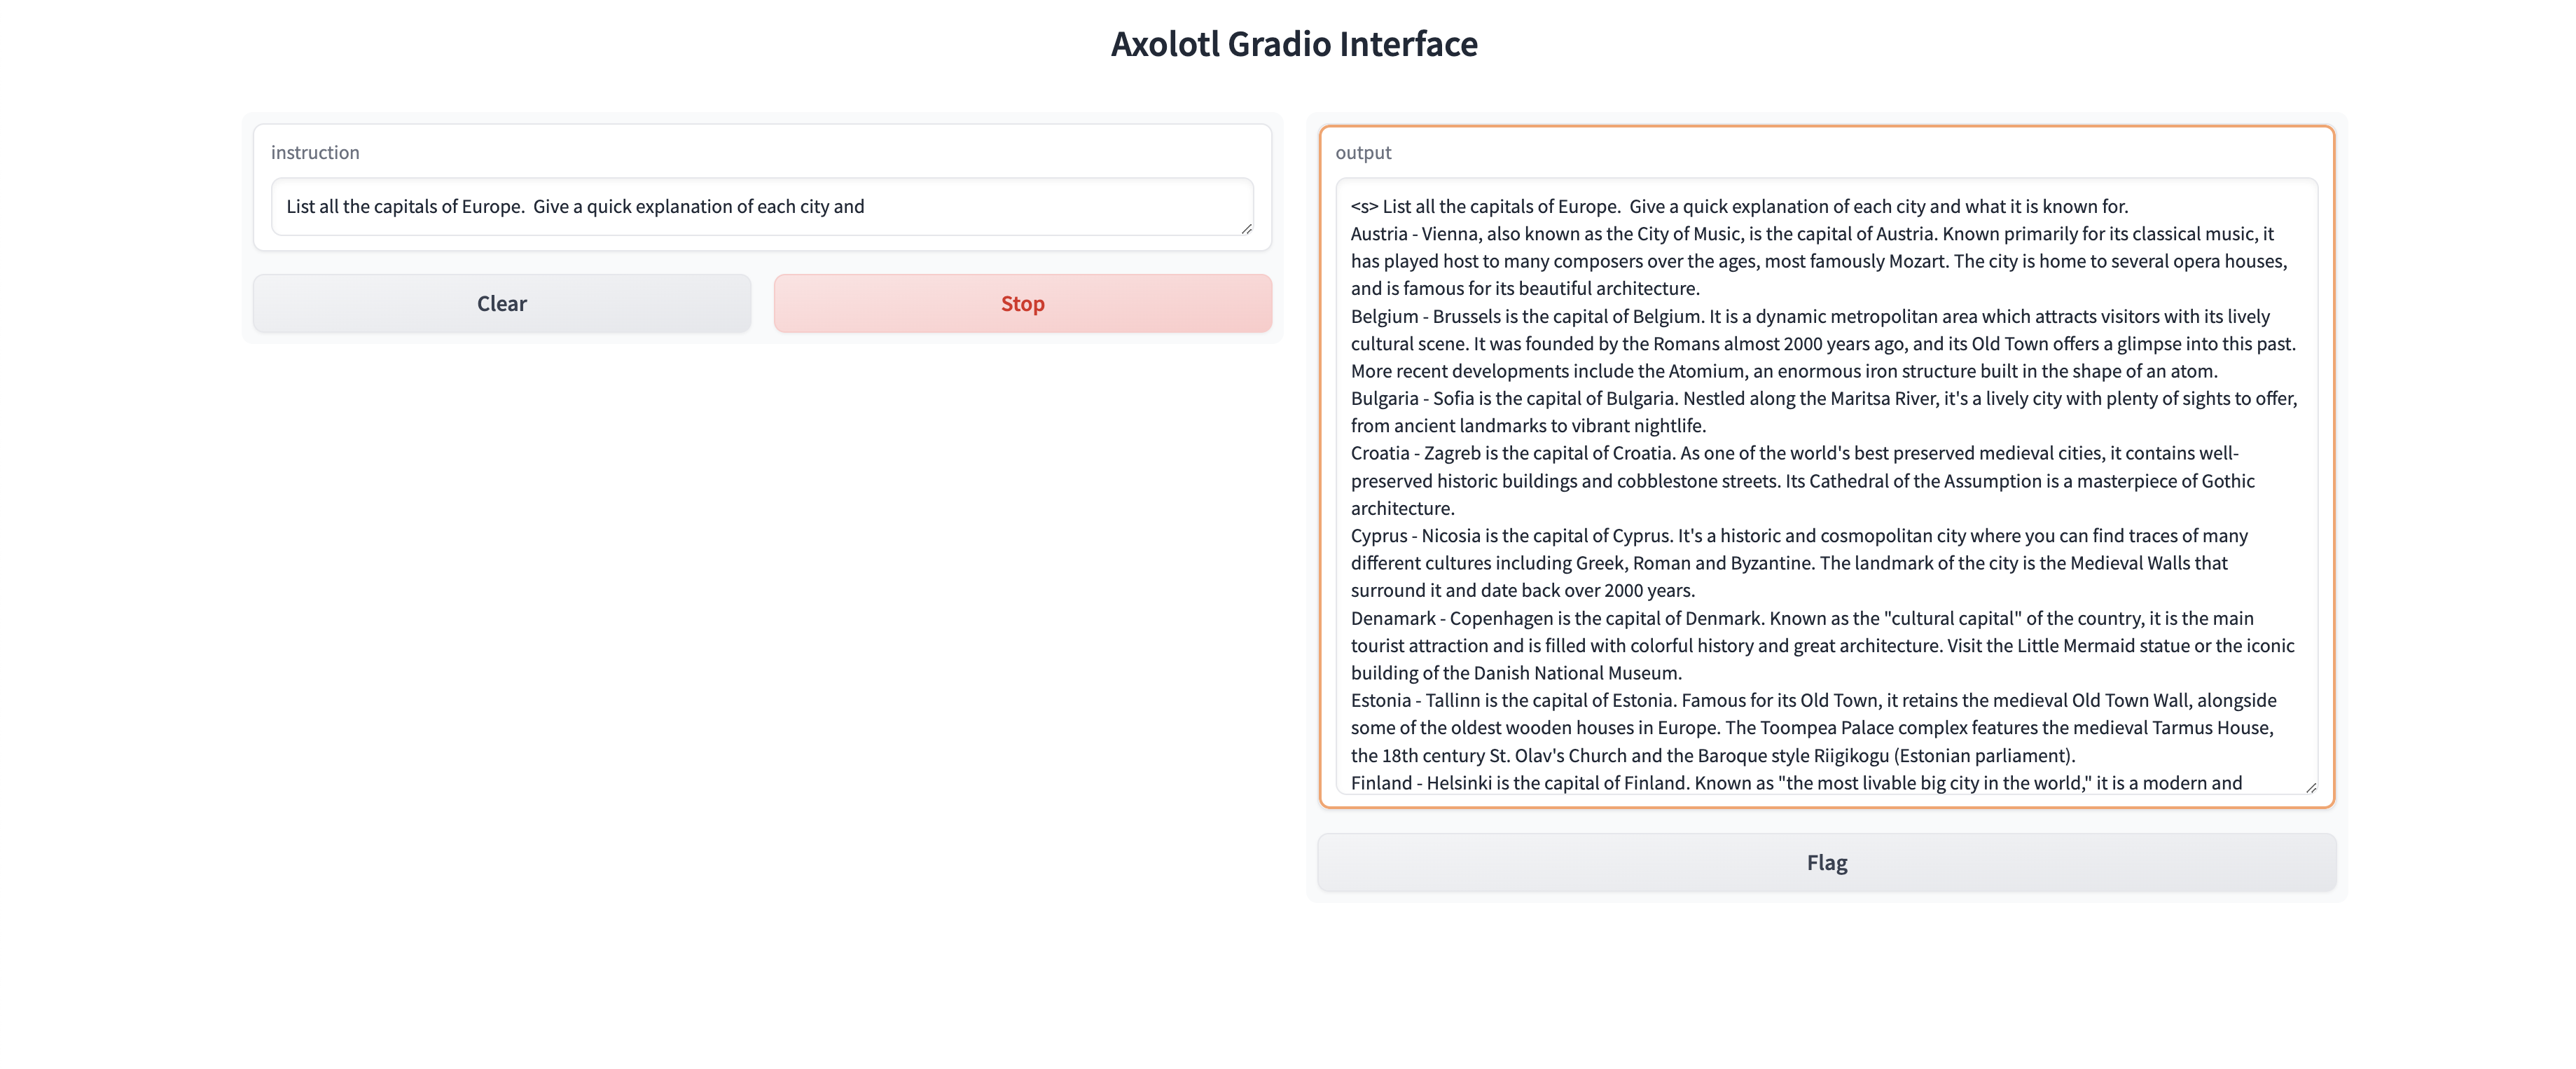 Axolotl Gradio Interface
instruction
List all the capitals of Europe.  Give a quick explanation of each city and
Clear
Stop
output
<s> List all the capitals of Europe.  Give a quick explanation of each city and what it is known for.
Austria - Vienna, also known as the City of Music, is the capital of Austria. Known primarily for its classical music, it
has played host to many composers over the ages, most famously Mozart. The city is home to several opera houses,
and is famous for its beautiful architecture.
Belgium - Brussels is the capital of Belgium. It is a dynamic metropolitan area which attracts visitors with its lively
cultural scene. It was founded by the Romans almost 2000 years ago, and its Old Town offers a glimpse into this past.
More recent developments include the Atomium, an enormous iron structure built in the shape of an atom.
Bulgaria - Sofia is the capital of Bulgaria. Nestled along the Maritsa River, it's a lively city with plenty of sights to offer,
from ancient landmarks to vibrant nightlife.
Croatia - Zagreb is the capital of Croatia. As one of the world's best preserved medieval cities, it contains well-
preserved historic buildings and cobblestone streets. Its Cathedral of the Assumption is a masterpiece of Gothic
architecture.
Cyprus - Nicosia is the capital of Cyprus. It's a historic and cosmopolitan city where you can find traces of many
different cultures including Greek, Roman and Byzantine. The landmark of the city is the Medieval Walls that
surround it and date back over 2000 years.
Denamark - Copenhagen is the capital of Denmark. Known as the "cultural capital" of the country, it is the main
tourist attraction and is filled with colorful history and great architecture. Visit the Little Mermaid statue or the iconic
building of the Danish National Museum.
Estonia - Tallinn is the capital of Estonia. Famous for its Old Town, it retains the medieval Old Town Wall, alongside
some of the oldest wooden houses in Europe. The Toompea Palace complex features the medieval Tarmus House,
the 18th century St. Olav's Church and the Baroque style Riigikogu (Estonian parliament).
Finland - Helsinki is the capital of Finland. Known as "the most livable big city in the world," it is a modern and
Flag